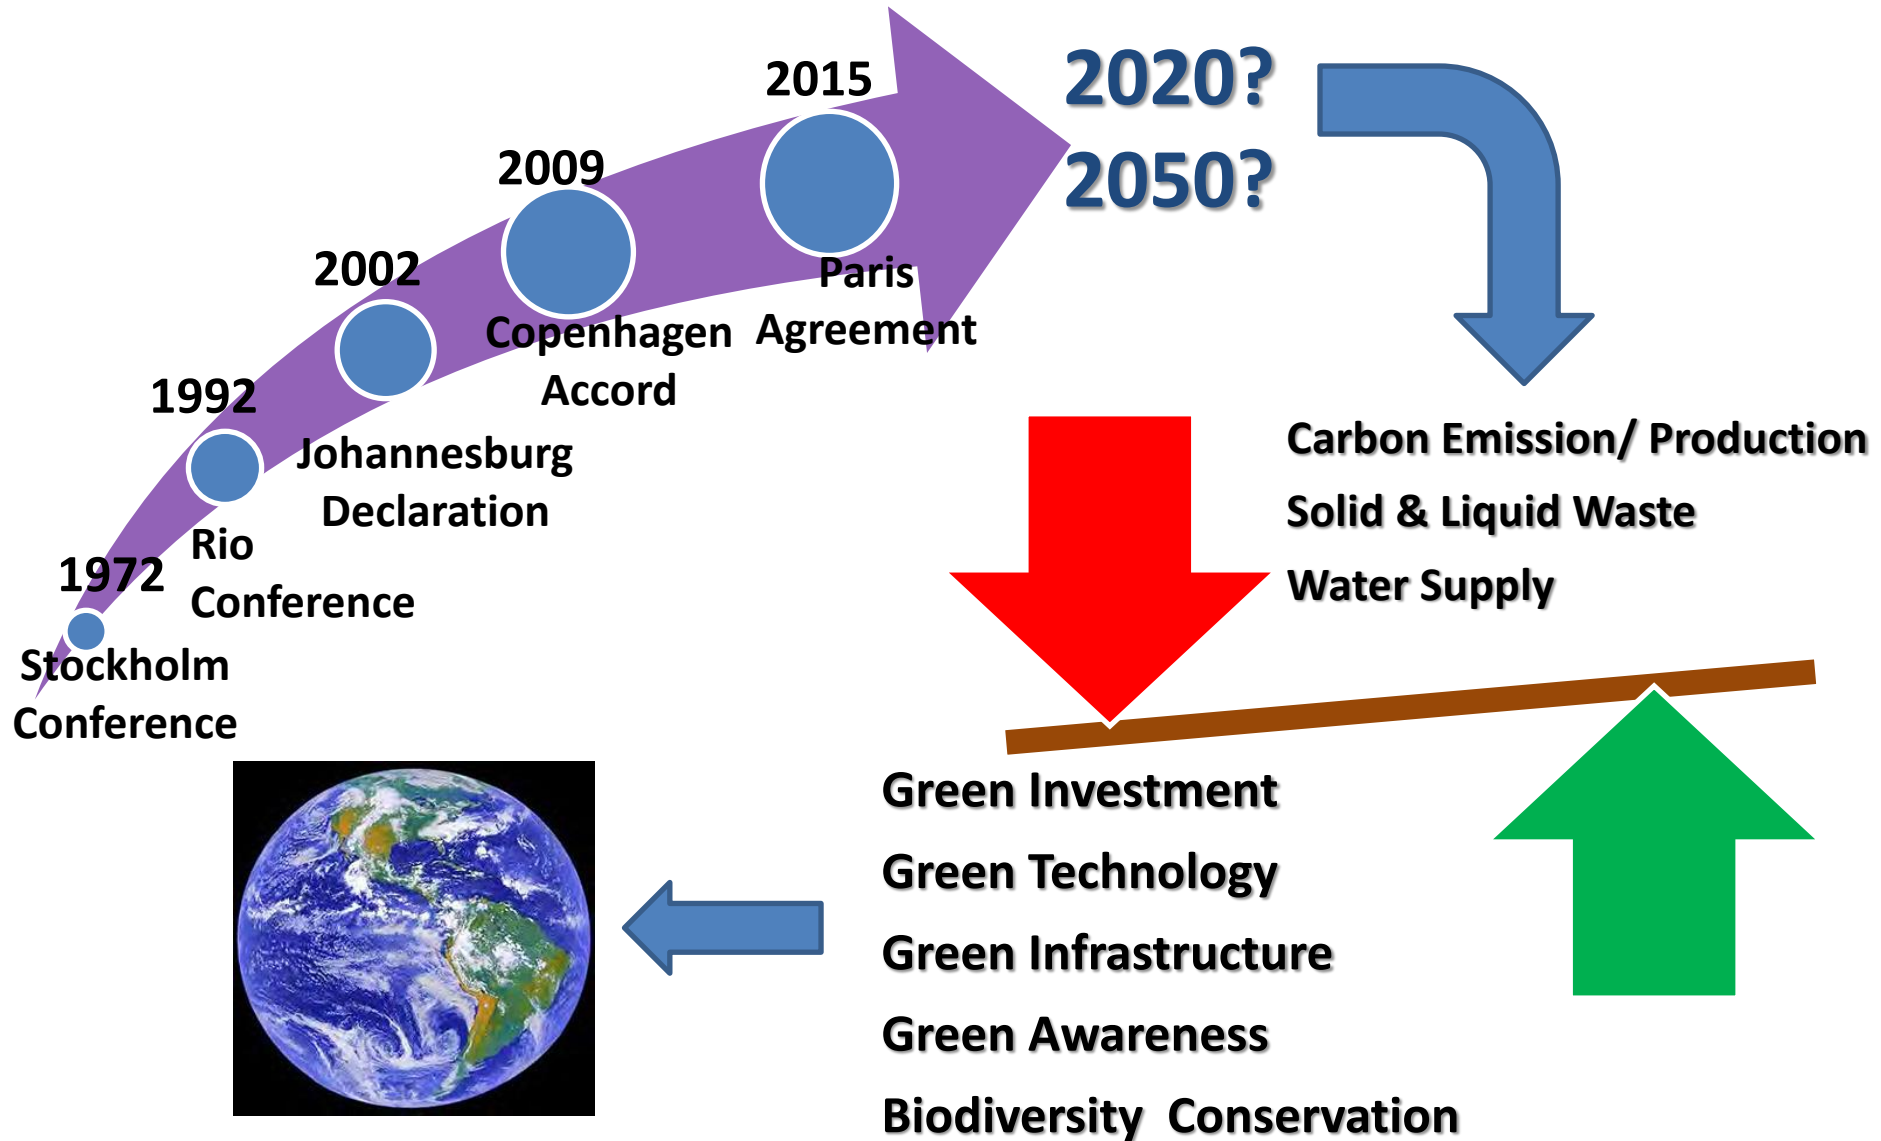 1972
Stockholm
Conference
1992
Rio
Conference
2002
Johannesburg
Declaration
2009
Copenhagen
Accord
2015
Paris
Agreement
2020?
2050?
Carbon Emission/ Production
Solid & Liquid Waste
Water Supply
Green Investment
Green Technology
Green Infrastructure
Green Awareness
Biodiversity Conservation